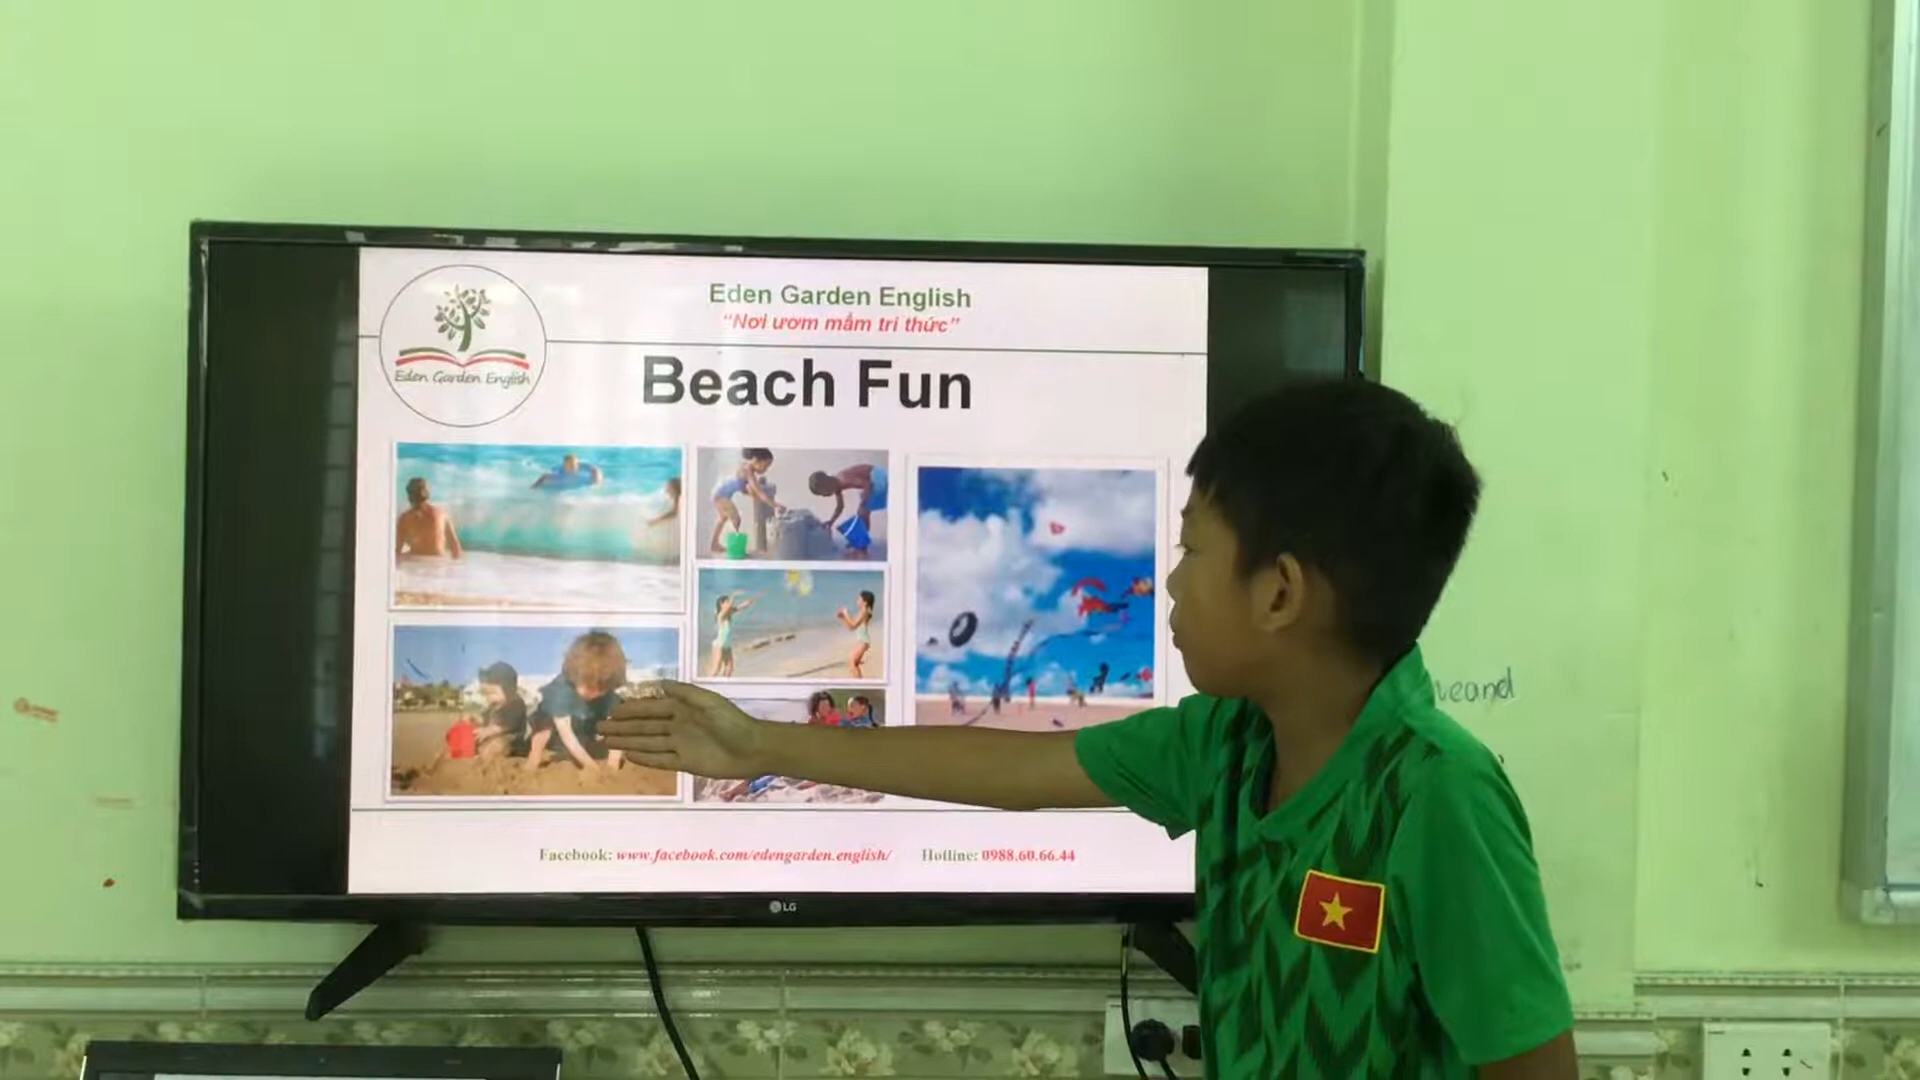 Eden Garden English
“Nơi ươm mầm tri thức”
Eden Garden English
Beach Fun
Facebook: www.facebook.com/edengarden.english/ Hotline: 0988.60.66.44
LG